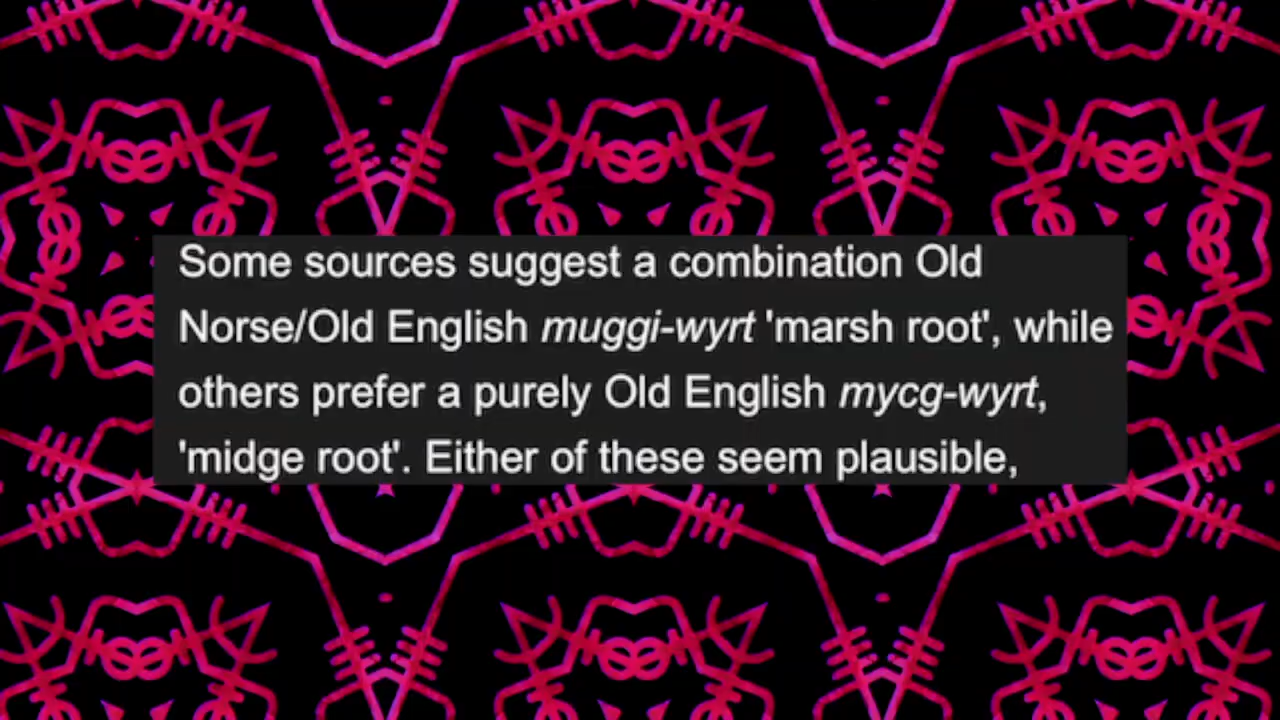 Some sources suggest a combination Old
Norse/Old English muggi-wyrt 'marsh root', while
others prefer a purely Old English mycg-wyrt,
'midge root'. Either of these seem plausible,